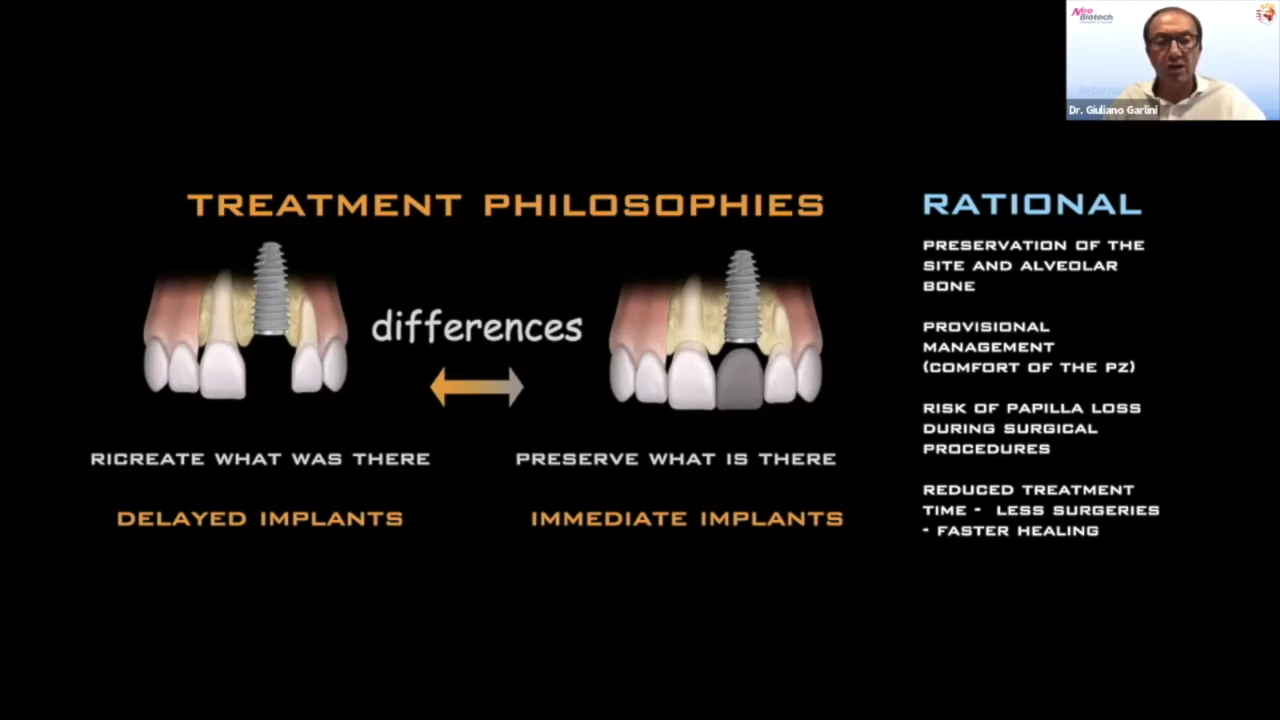 Neo
Biotech
Dr. Giuliano Garlini
TREATMENT PHILOSOPHIES
differences
RICREATE WHAT WAS THERE
PRESERVE WHAT IS THERE
DELAYED IMPLANTS
IMMEDIATE IMPLANTS
RATIONAL
PRESERVATION OF THE
SITE AND ALVEOLAR
BONE
PROVISIONAL
MANAGEMENT
(COMFORT OF THE PZ)
RISK OF PAPILLA LOSS
DURING SURGICAL
PROCEDURES
REDUCED TREATMENT
TIME - LESS SURGERIES
- FASTER HEALING